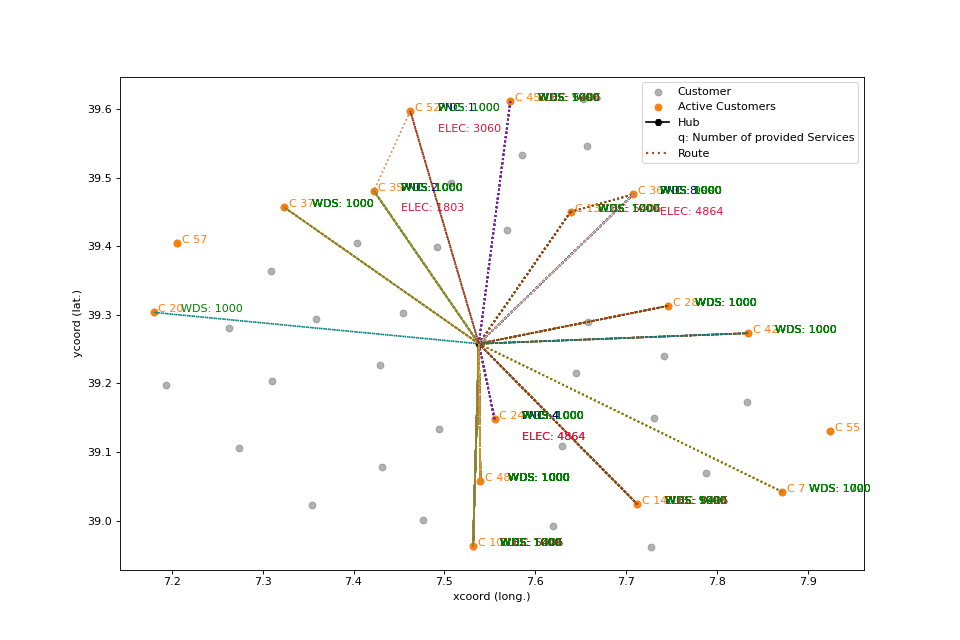 Customer
Active Customers
Hub
q: Number of provided Services
Route
39.6
39.5
39.4
39.3
39.2
39.1
39.0
7.2
7.3
7.4
7.5
7.6
7.7
7.8
7.9
ycoord (lat.)
xcoord (long.)
C 52
ELEC: 3060
C 45
C 35
ELEC: 1803
C 36
ELEC: 4864
C 37
WDS: 1000
C 57
C 20
WDS: 1000
C 28
WDS: 1000
C 42
WDS: 1000
C 24
ELEC: 4864
C 55
C 48
WDS: 1000
C 7
WDS:
C 14
WDS:
C 10
WDS: